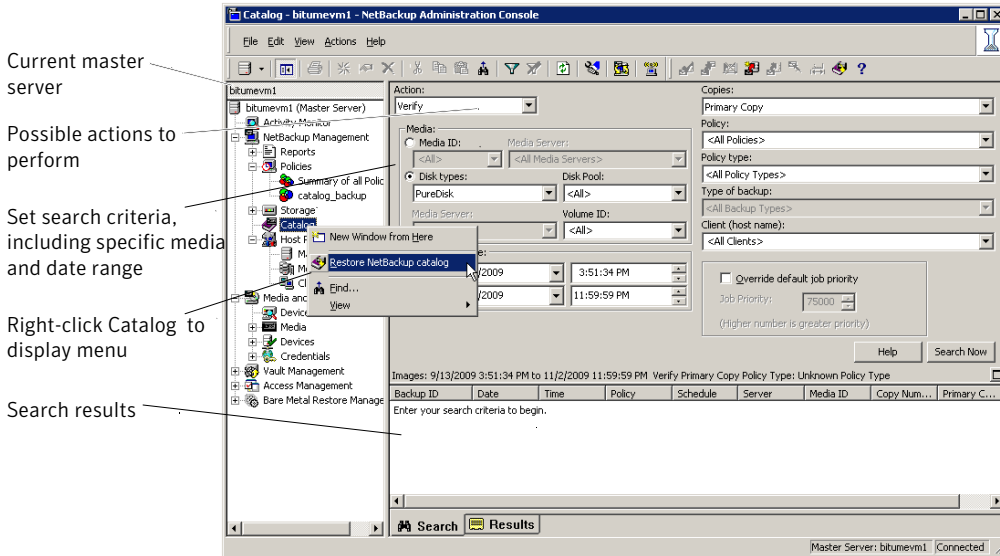 Catalog - bitumevm1 - NetBackup Administration Console
File Edit View Actions Help
Current master
server
Possible actions to
perform
Set search criteria,
including specific media
and date range
Right-click Catalog to
display menu
Search results
bitumevm1
bitumevm1 (Master Server)
Activity Monitor
NetBackup Management
Reports
Policies
Summary of all Polic
catalog_backup
Storage
Catalog
Host P
M
Me
Cl
Media and
Device
Media
Devices
Credentials
Vault Management
Access Management
Bare Metal Restore Manage
New Window from Here
Restore NetBackup catalog
Find...
View
Action:
Verify
Media:
Media ID:
Media Server:
<All>
<All Media Servers>
Disk types:
Disk Pool:
PureDisk
<All>
Media Server:
Volume ID:
<All>
e:
/2009
3:51:34 PM
/2009
11:59:59 PM
Copies:
Primary Copy
Policy:
<All Policies>
Policy type:
<All Policy Types>
Type of backup:
<All Backup Types>
Client (host name):
<All Clients>
Override default job priority
Job Priority:
75000
(Higher number is greater priority)
Help
Search Now
Images: 9/13/2009 3:51:34 PM to 11/2/2009 11:59:59 PM Verify Primary Copy Policy Type: Unknown Policy Type
Backup ID Date Time Policy Schedule Server Media ID Copy Num... Primary C...
Enter your search criteria to begin.
Search
Results
Master Server: bitumevm1
Connected